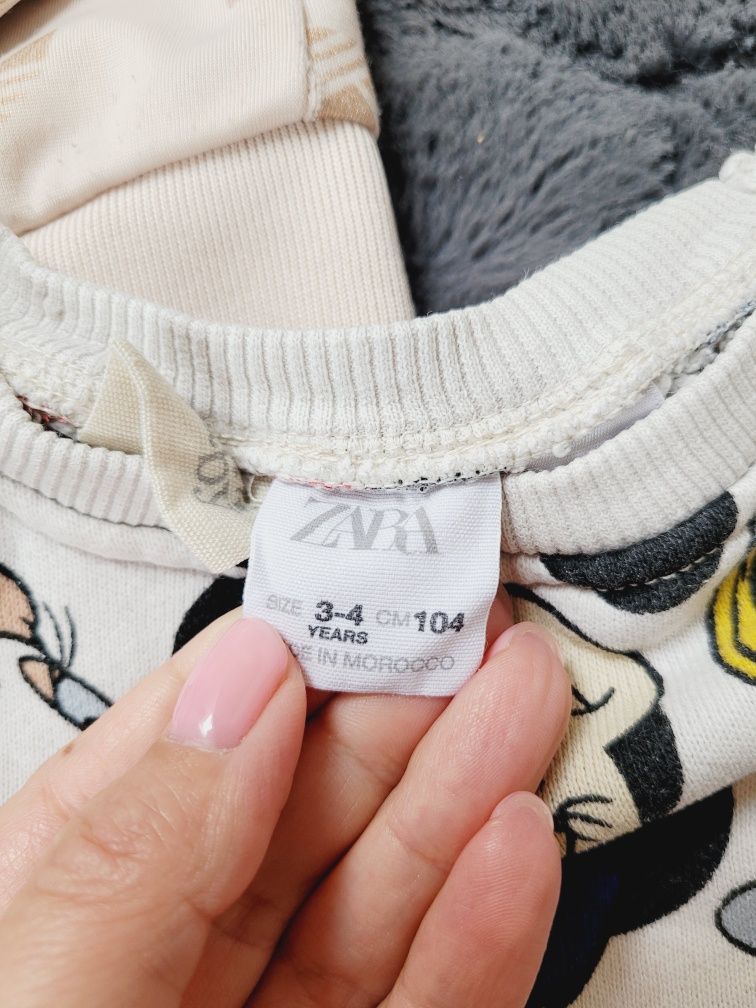 ZARA
SIZE 3-4 CM 104
YEARS
IN MOROCCO